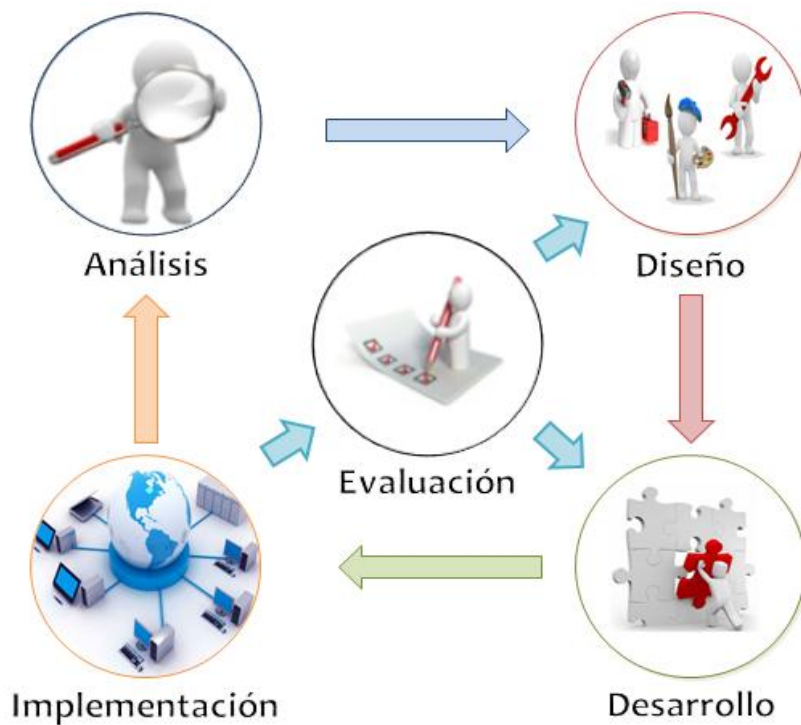 Análisis
Diseño
Evaluación
Implementación
Desarrollo